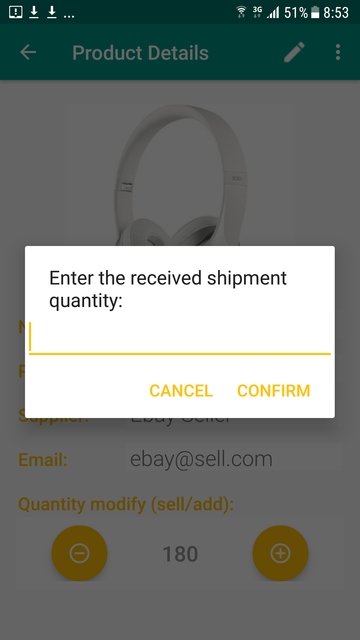 ... 3G 51% 8:53
Product Details
Enter the received shipment
quantity:
CANCEL CONFIRM
Supplier: Ebay Seller
Email: ebay@sell.com
Quantity modify (sell/add):
180